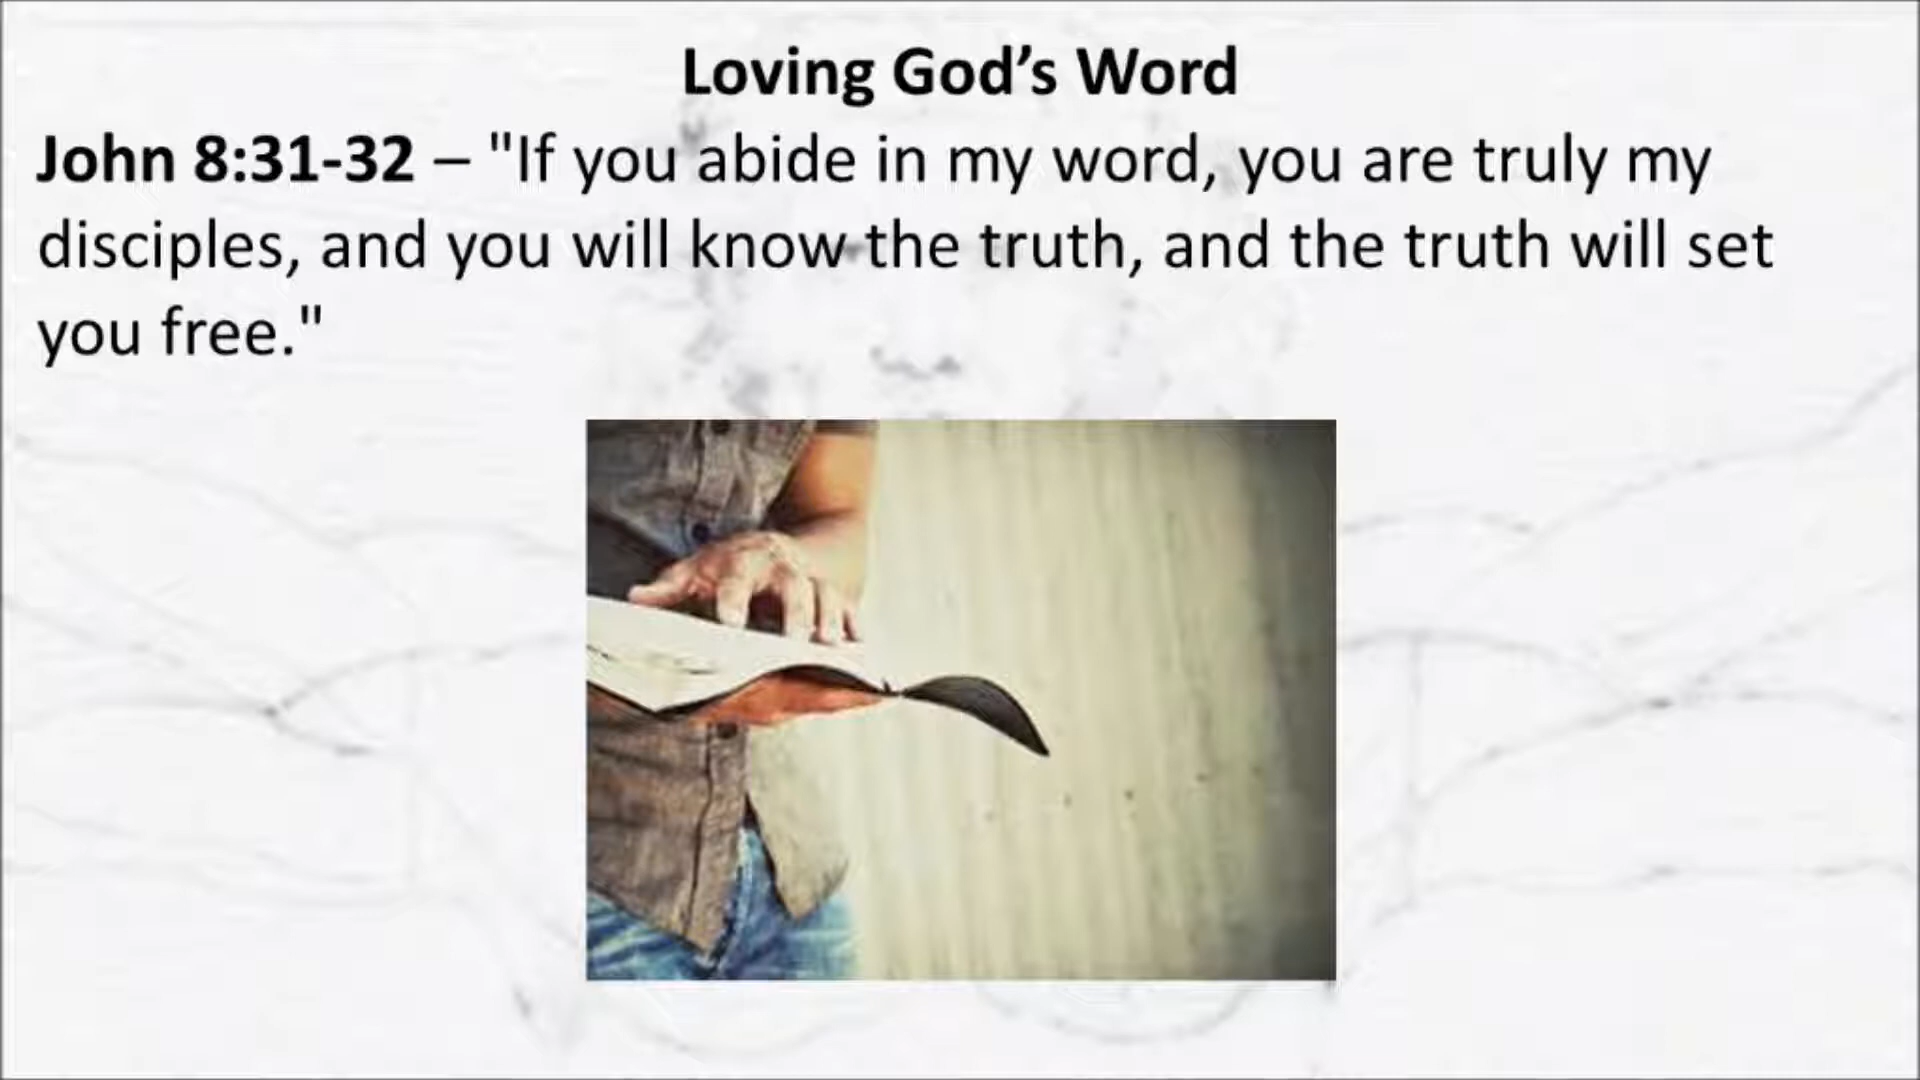 Loving God’s Word
John 8:31-32 – "If you abide in my word, you are truly my
disciples, and you will know the truth, and the truth will set
you free."